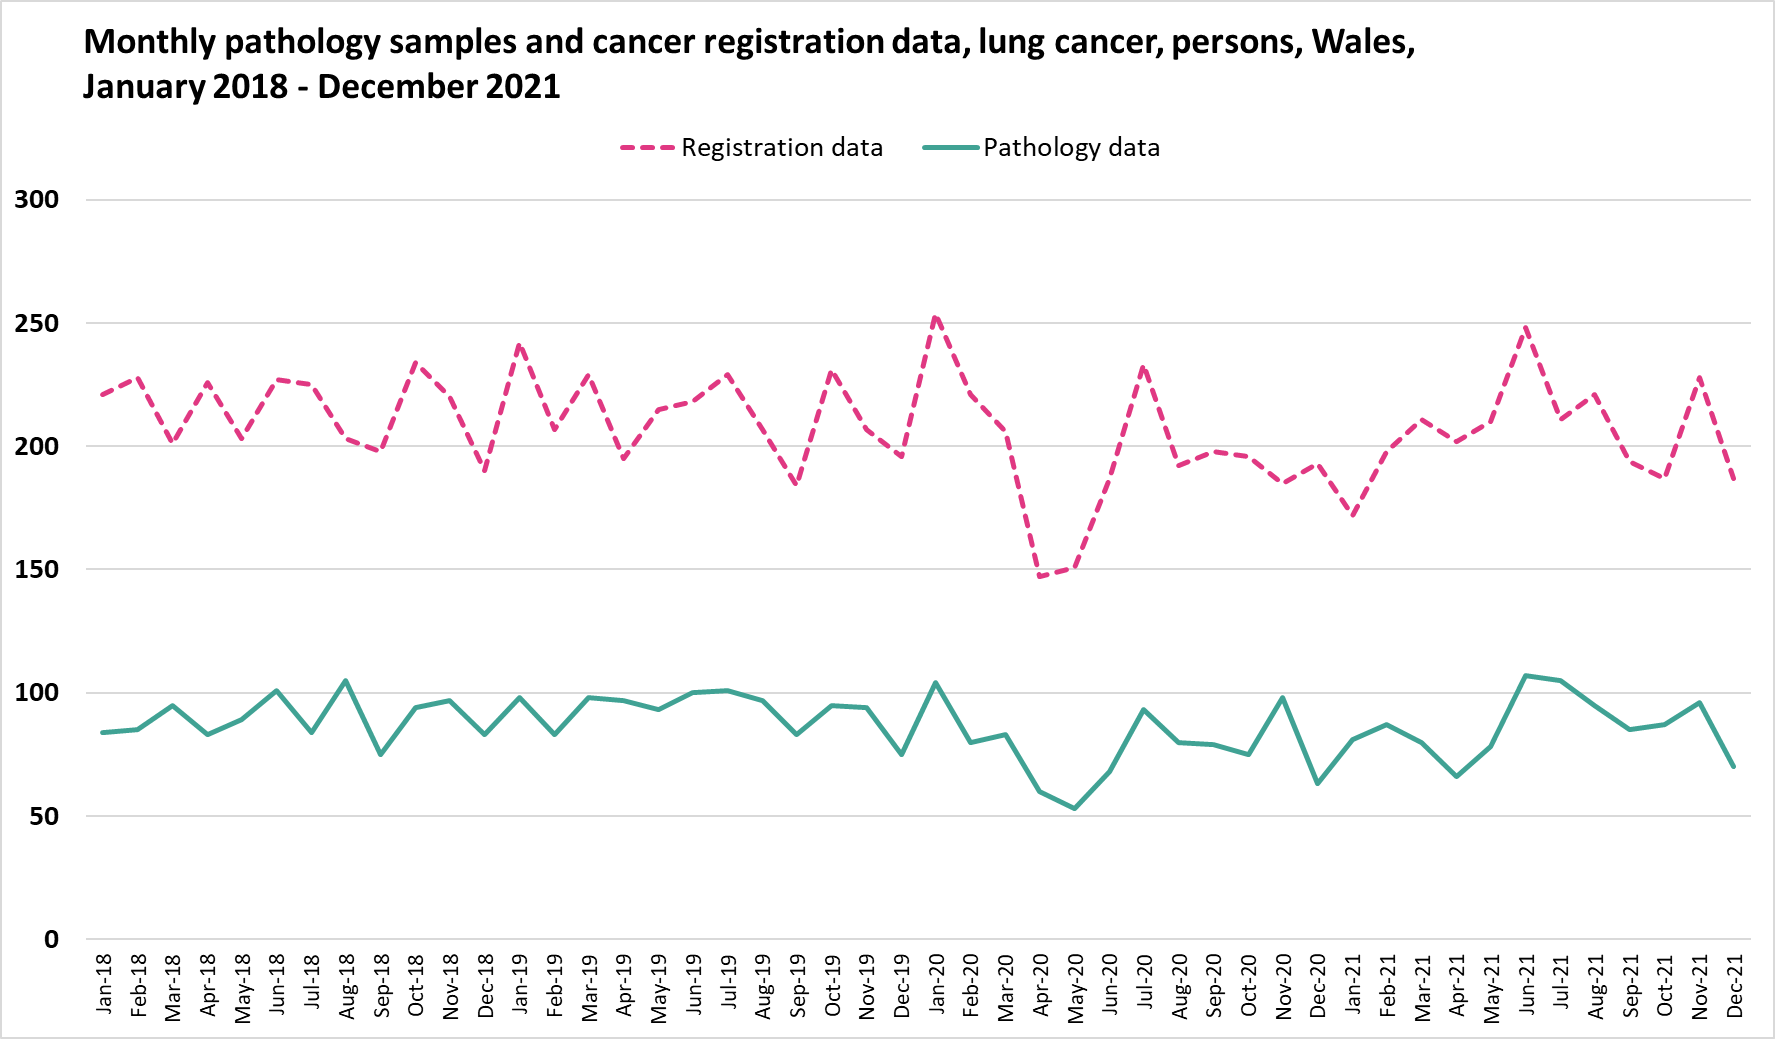 Monthly pathology samples and cancer registration data, lung cancer, persons, Wales,
January 2018 - December 2021
Registration data
Pathology data
300
250
200
150
100
50
0
Jan-18
Feb-18
Mar-18
Apr-18
May-18
Jun-18
Jul-18
Aug-18
Sep-18
Oct-18
Nov-18
Dec-18
Jan-19
Feb-19
Mar-19
Apr-19
May-19
Jun-19
Jul-19
Aug-19
Sep-19
Oct-19
Nov-19
Dec-19
Jan-20
Feb-20
Mar-20
Apr-20
May-20
Jun-20
Jul-20
Aug-20
Sep-20
Oct-20
Nov-20
Dec-20
Jan-21
Feb-21
Mar-21
Apr-21
May-21
Jun-21
Jul-21
Aug-21
Sep-21
Oct-21
Nov-21
Dec-21